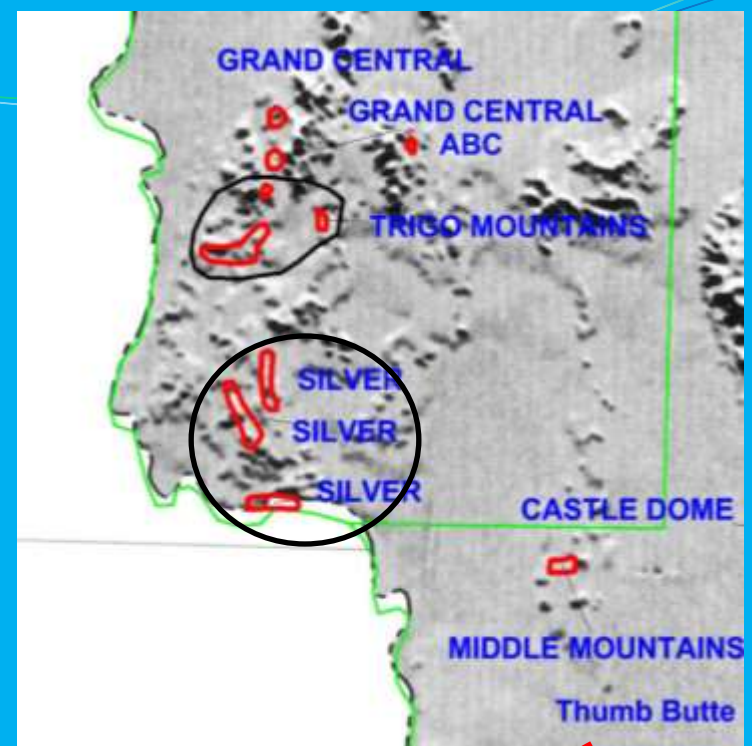 GRAND CENTRAL
GRAND CENTRAL
ABC
TRIGO MOUNTAINS
SILVER
SILVER
SILVER
CASTLE DOME
MIDDLE MOUNTAINS
Thumb Butte